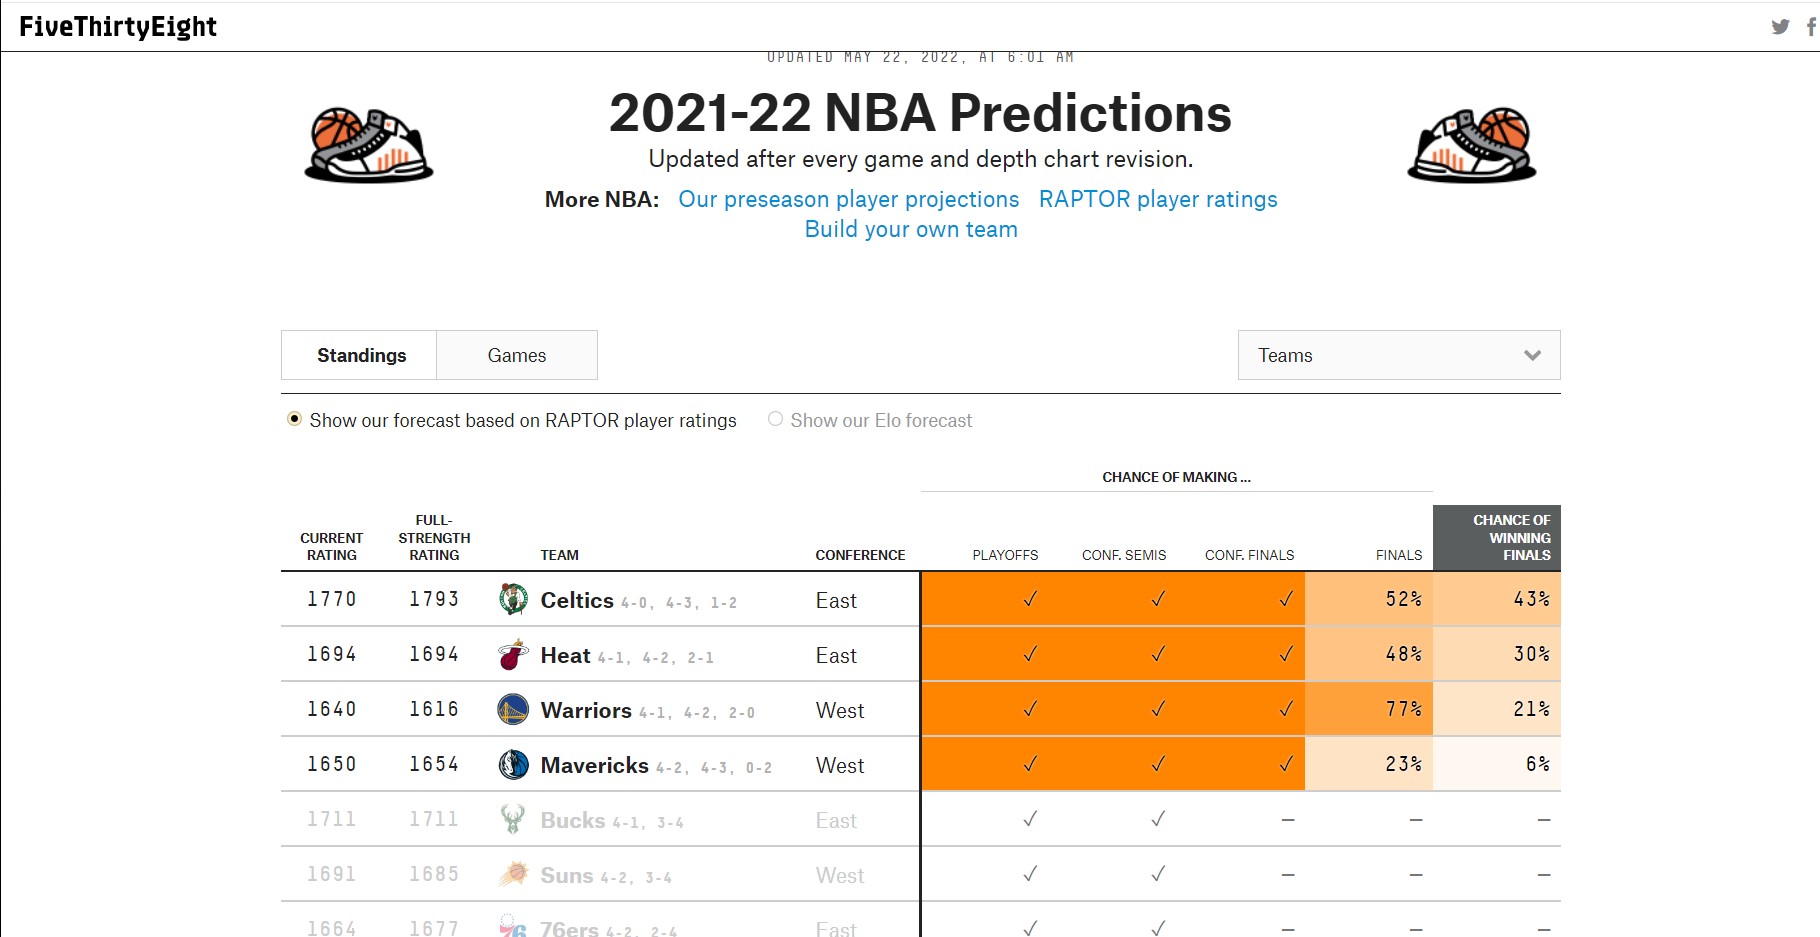 FiveThirtyEight
UPDATED MAY 22, 2022, AT 6:01 AM
2021-22 NBA Predictions
Updated after every game and depth chart revision.
More NBA: Our preseason player projections RAPTOR player ratings
Build your own team
Standings Games Teams
Show our forecast based on RAPTOR player ratings Show our Elo forecast
CHANCE OF MAKING ...
CURRENT RATING FULL-STRENGTH RATING TEAM CONFERENCE PLAYOFFS CONF. SEMIS CONF. FINALS FINALS CHANCE OF WINNING FINALS
1770 1793 Celtics 4-0, 4-3, 1-2 East ✓ ✓ ✓ 52% 43%
1694 1694 Heat 4-1, 4-2, 2-1 East ✓ ✓ ✓ 48% 30%
1640 1616 Warriors 4-1, 4-2, 2-0 West ✓ ✓ ✓ 77% 21%
1650 1654 Mavericks 4-2, 4-3, 0-2 West ✓ ✓ ✓ 23% 6%
1711 1711 Bucks 4-1, 3-4 East ✓ ✓ — — —
1691 1685 Suns 4-2, 3-4 West ✓ ✓ — — —
1664 1677 76ers 4-2, 2-4 East ✓ ✓ — — —